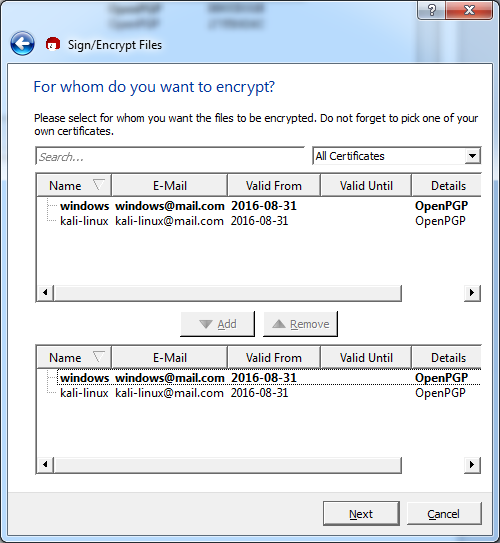 OpenPGP
Sign/Encrypt Files
For whom do you want to encrypt?
Please select for whom you want the files to be encrypted. Do not forget to pick one of your
own certificates.
Search...
All Certificates
Name E-Mail Valid From Valid Until Details
windows windows@mail.com 2016-08-31 OpenPGP
kali-linux kali-linux@mail.com 2016-08-31 OpenPGP
Add Remove
Name E-Mail Valid From Valid Until Details
windows windows@mail.com 2016-08-31 OpenPGP
kali-linux kali-linux@mail.com 2016-08-31 OpenPGP
Next Cancel